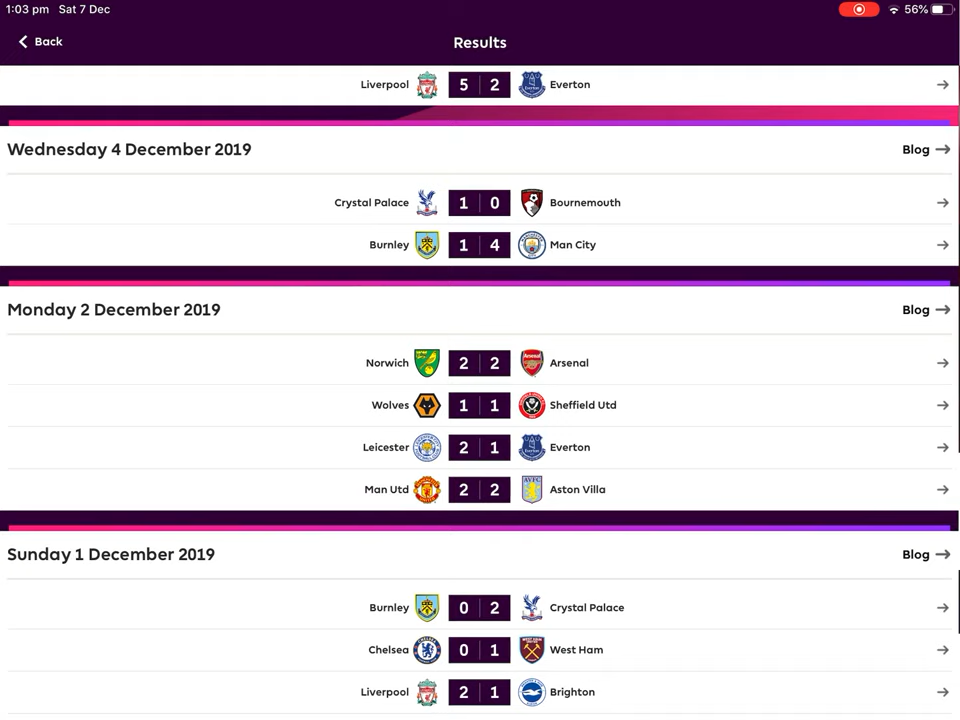 1:03 pm Sat 7 Dec 56%
Back Results
Liverpool 5 2 Everton
Wednesday 4 December 2019 Blog
Crystal Palace 1 0 Bournemouth
Burnley 1 4 Man City
Monday 2 December 2019 Blog
Norwich 2 2 Arsenal
Wolves 1 1 Sheffield Utd
Leicester 2 1 Everton
Man Utd 2 2 Aston Villa
Sunday 1 December 2019 Blog
Burnley 0 2 Crystal Palace
Chelsea 0 1 West Ham
Liverpool 2 1 Brighton